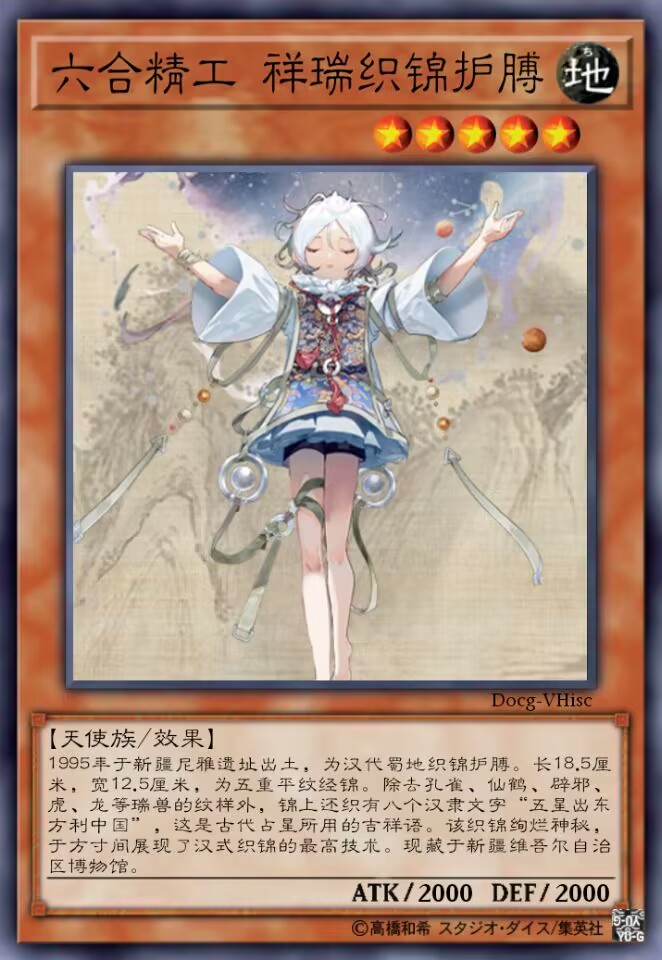 六合精工 祥瑞织锦护膊
ち
地
Docg-VHisc
【天使族/效果】
1995年于新疆尼雅遗址出土，为汉代蜀地织锦护膊。长18.5厘
米，宽12.5厘米，为五重平纹经锦。除去孔雀、仙鹤、辟邪、
虎、龙等瑞兽的纹样外，锦上还织有八个汉隶文字“五星出东
方利中国”，这是古代占星所用的吉祥语。该织锦绚烂神秘，
于方寸间展现了汉式织锦的最高技术。现藏于新疆维吾尔自治
区博物馆。
ATK/2000 DEF/2000
©高橋和希 スタジオ・ダイス/集英社